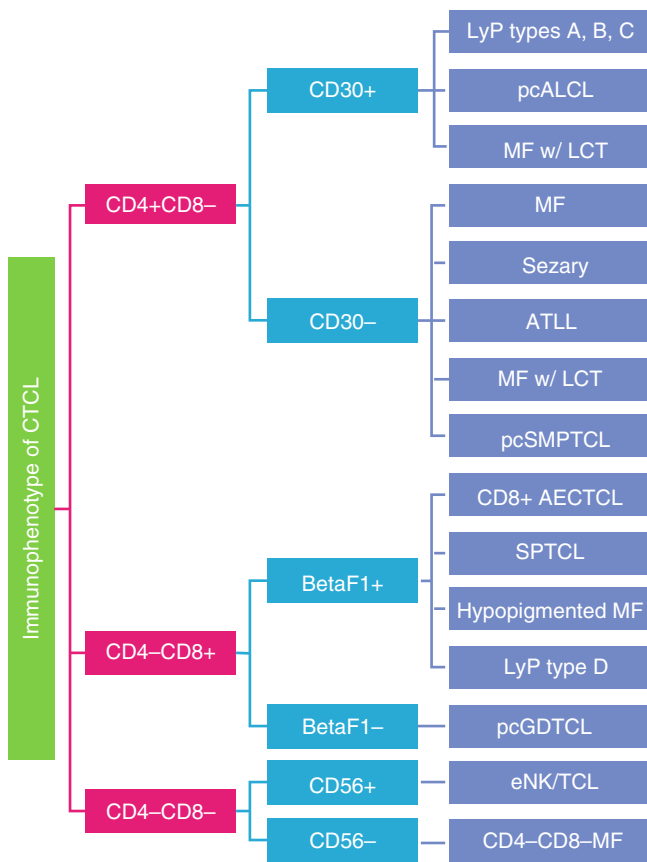 Immunophenotype of CTCL
CD4+CD8–
CD30+
LyP types A, B, C
pcALCL
MF w/ LCT
CD30–
MF
Sezary
ATLL
MF w/ LCT
pcSMPTCL
CD4–CD8+
BetaF1+
CD8+ AECTCL
SPTCL
Hypopigmented MF
LyP type D
BetaF1–
pcGDTCL
CD4–CD8–
CD56+
eNK/TCL
CD56–
CD4–CD8–MF